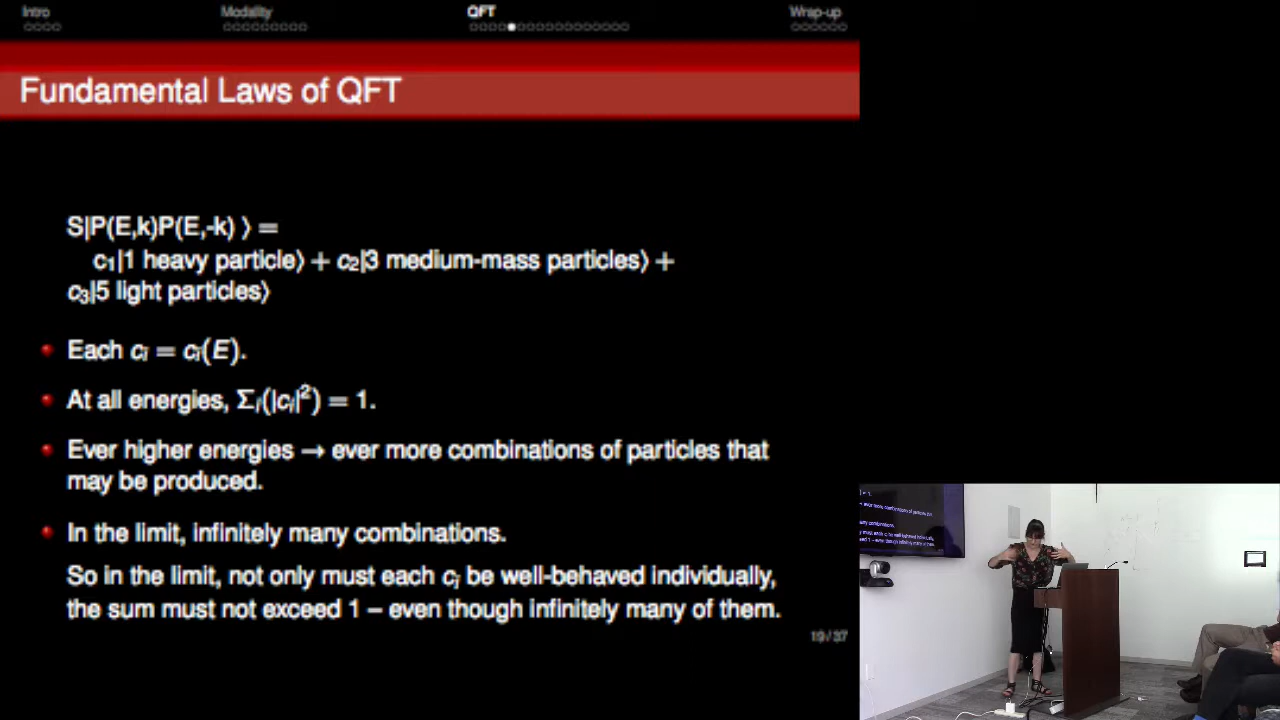 Intro Modality QFT Wrap-up
Fundamental Laws of QFT
S|P(E,k)P(E,-k) ⟩ =
c₁|1 heavy particle⟩ + c₂|3 medium-mass particles⟩ +
c₃|5 light particles⟩
Each cᵢ = cᵢ(E).
At all energies, Σᵢ(|cᵢ|²) = 1.
Ever higher energies → ever more combinations of particles that
may be produced.
In the limit, infinitely many combinations.
So in the limit, not only must each cᵢ be well-behaved individually,
the sum must not exceed 1 – even though infinitely many of them.
19/37